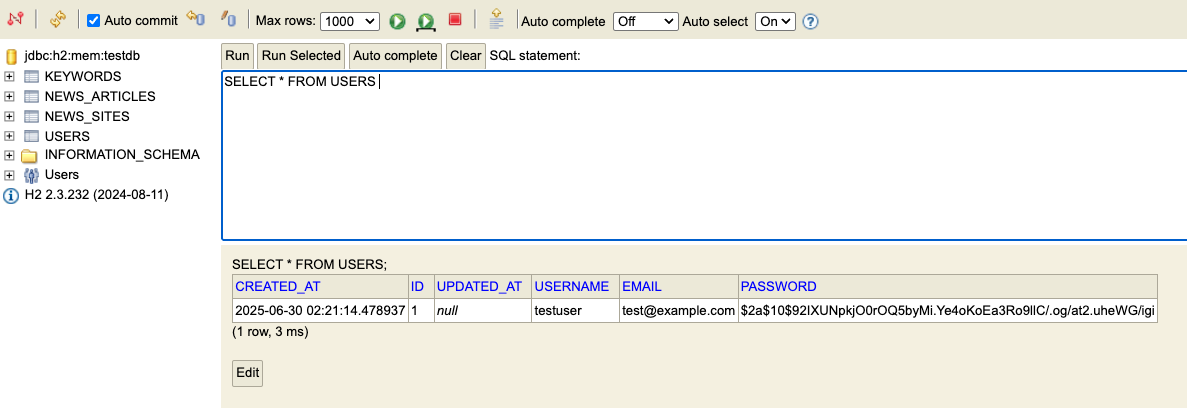 Auto commit Max rows: 1000 Auto complete Off Auto select On ?
jdbc:h2:mem:testdb
KEYWORDS
NEWS_ARTICLES
NEWS_SITES
USERS
INFORMATION_SCHEMA
Users
H2 2.3.232 (2024-08-11)
Run Run Selected Auto complete Clear SQL statement:
SELECT * FROM USERS
SELECT * FROM USERS;
CREATED_AT ID UPDATED_AT USERNAME EMAIL PASSWORD
2025-06-30 02:21:14.478937 1 null testuser test@example.com $2a$10$92IXUNpkjO0rOQ5byMi.Ye4oKoEa3Ro9llC/.og/at2.uheWG/igi
(1 row, 3 ms)
Edit